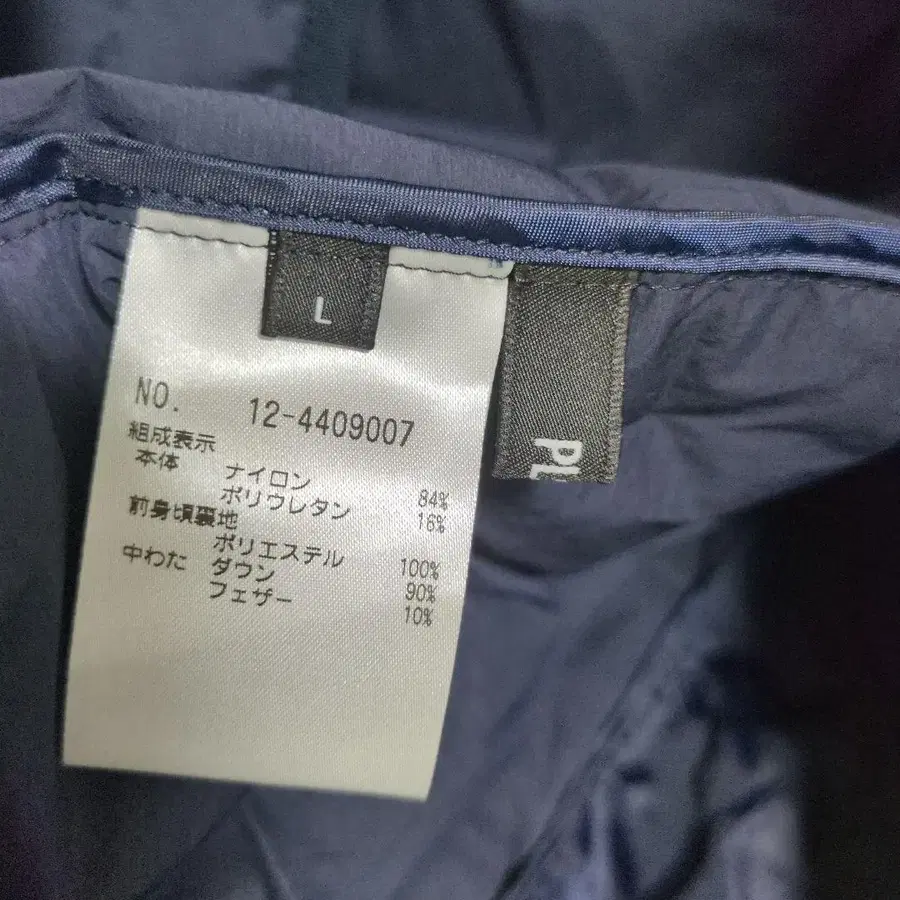 L
NO. 12-4409007
組成表示
本体 ナイロン 84%
ポリウレタン 16%
前身頃裏地
ポリエステル 100%
中わた ダウン 90%
フェザー 10%
PL